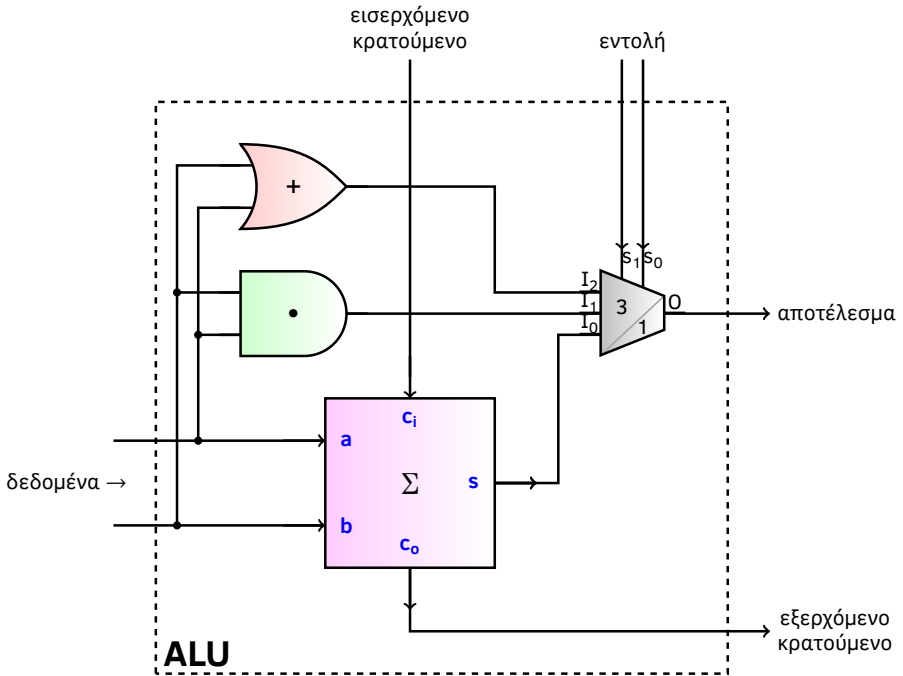 εισερχόμενο
κρατούμενο
εντολή
+
s₁ s₀
I₂
I₁
I₀
3
1
O
αποτέλεσμα
•
cᵢ
a
Σ
s
δεδομένα →
b
cₒ
εξερχόμενο
κρατούμενο
ALU